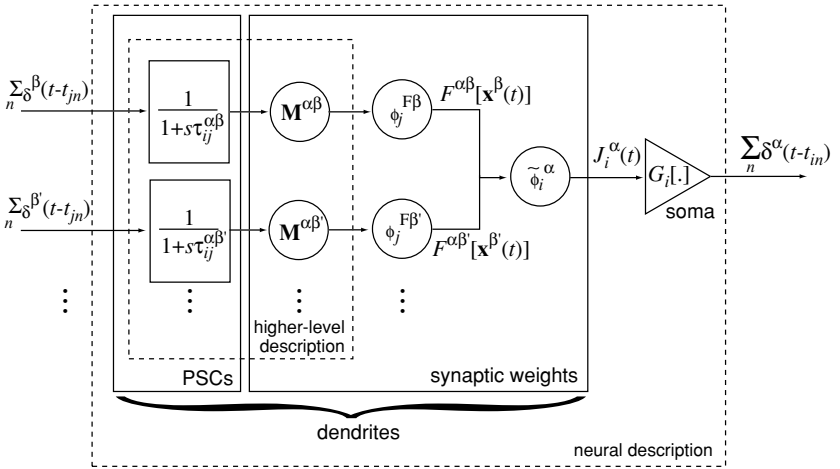 Σ_n δ^β(t-t_jn)
1 / (1+sτ_ij^αβ)
M^αβ
ϕ_j^Fβ
F^αβ[x^β(t)]
ϕ̃_i^α
J_i^α(t)
G_i[.]
soma
Σ_n δ^α(t-t_in)
Σ_n δ^β'(t-t_jn)
1 / (1+sτ_ij^αβ')
M^αβ'
ϕ_j^Fβ'
F^αβ'[x^β'(t)]
higher-level
description
PSCs
synaptic weights
dendrites
neural description